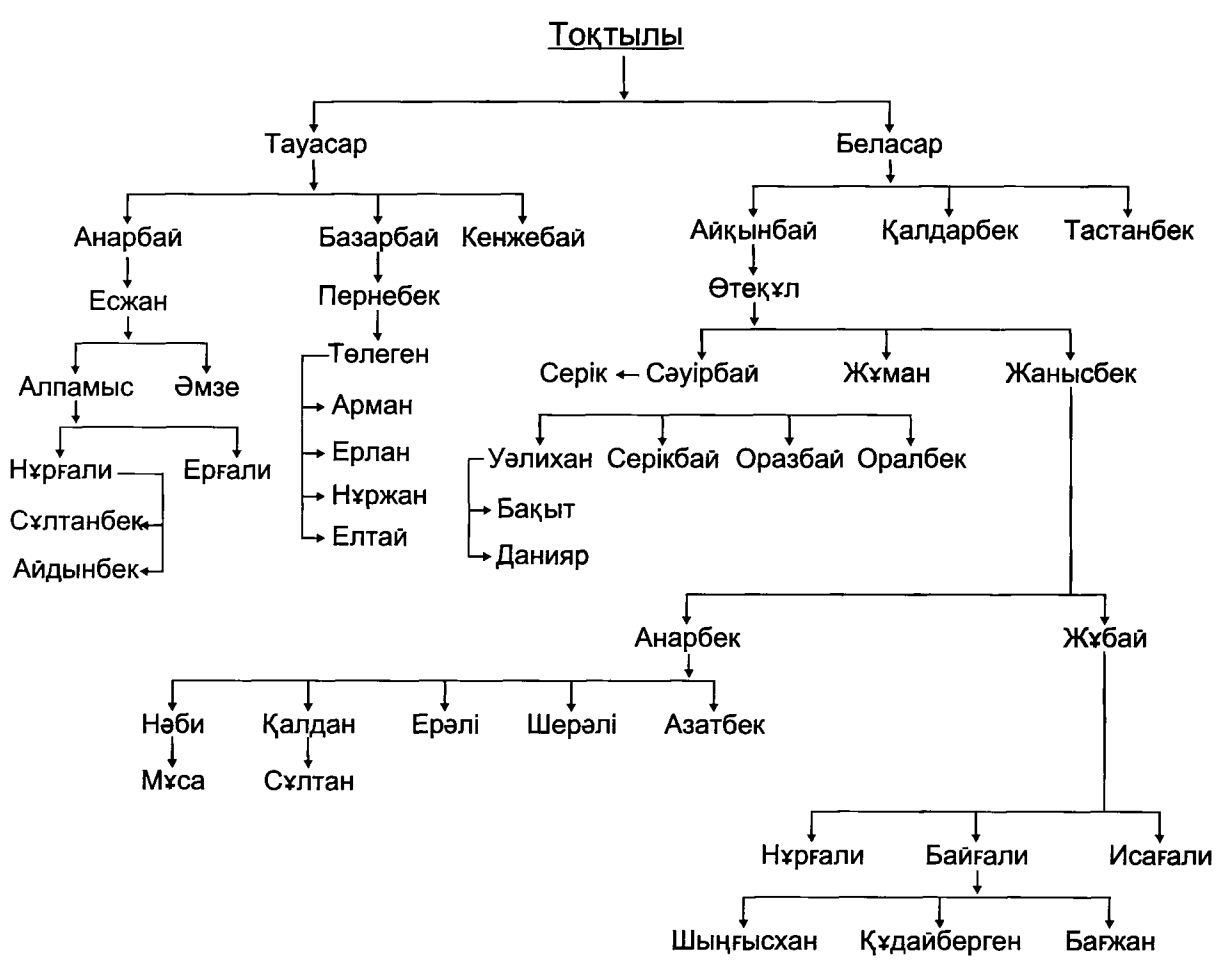 Тоқтылы
Тауасар Беласар
Анарбай Базарбай Кенжебай Айқынбай Қалдарбек Тастанбек
Есжан Пернебек Өтеқұл
Алпамыс Әмзе Төлеген Серік Сәуірбай Жұман Жанысбек
Арман
Нұрғали Ерғали Ерлан Уәлихан Серікбай Оразбай Оралбек
Сұлтанбек Нұржан Бақыт
Айдынбек Елтай Данияр
Анарбек Жұбай
Нәби Қалдан Ерәлі Шерәлі Азатбек
Мұса Сұлтан
Нұрғали Байғали Исағали
Шыңғысхан Құдайберген Бағжан